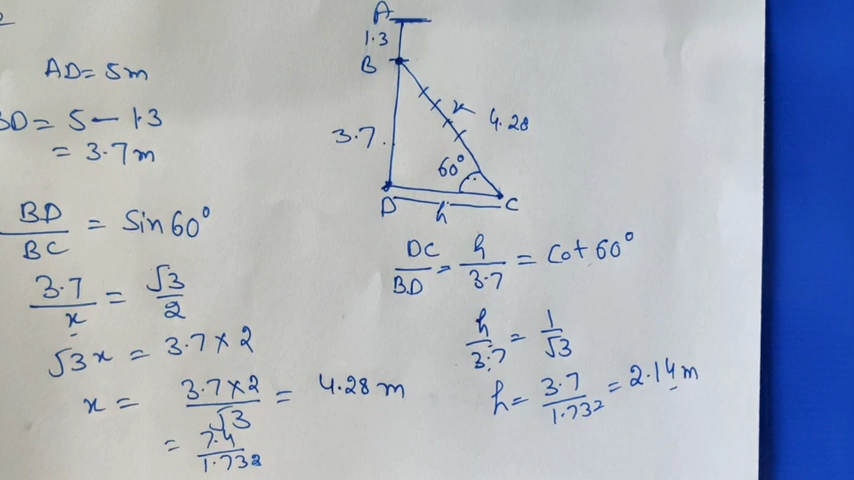 A
1.3
B
x
4.28
3.7
60°
D
h
C
AD = 5m
BD = 5 - 1.3
= 3.7m
BD/BC = Sin 60°
3.7/x = √3/2
√3x = 3.7 × 2
x = 3.7×2/√3 = 4.28 m
= 7.4/1.732
DC/BD = h/3.7 = Cot 60°
h/3.7 = 1/√3
h = 3.7/1.732 = 2.14m